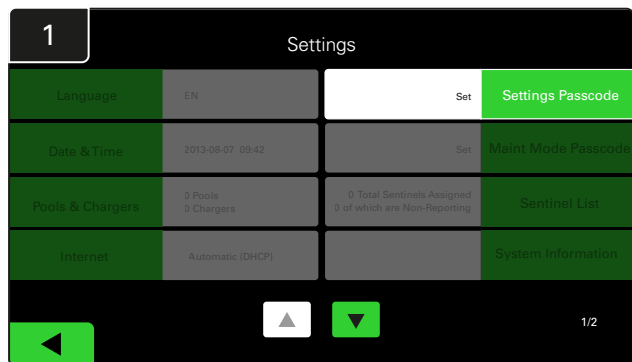 1
Settings
Language
EN
Set
Settings Passcode
Date & Time
2013-08-07 09:42
Set
Maint Mode Passcode
Pools & Chargers
0 Pools
0 Chargers
0 Total Sentinels Assigned
0 of which are Non-Reporting
Sentinel List
Internet
Automatic (DHCP)
System Information
1/2